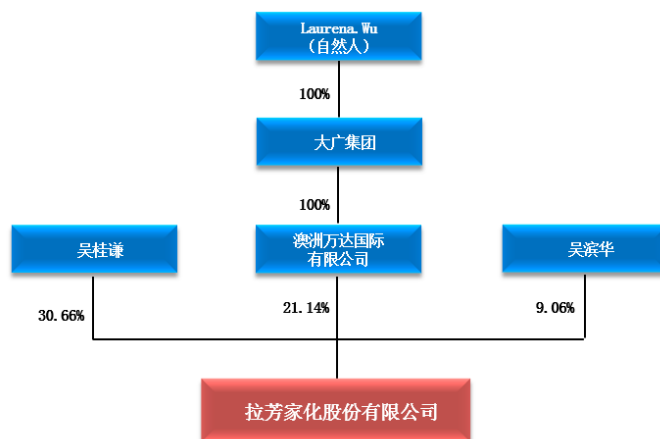 Laurena.Wu
（自然人）
100%
大广集团
100%
吴桂谦
澳洲万达国际
有限公司
吴滨华
30.66%
21.14%
9.06%
拉芳家化股份有限公司